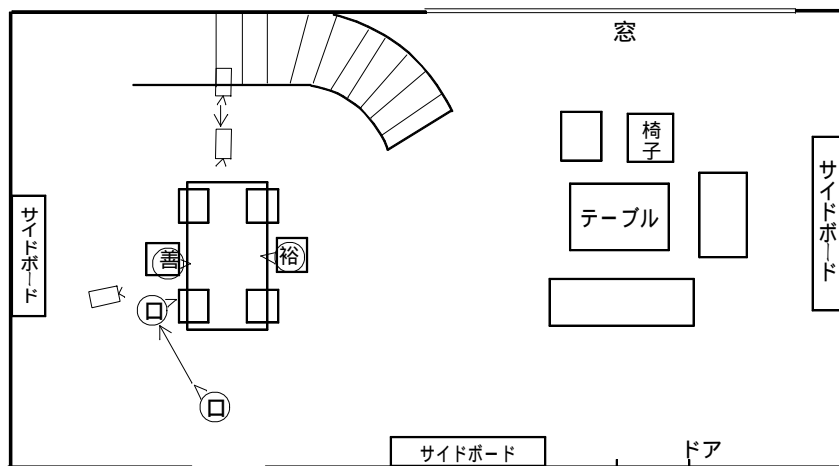 窓
椅子
サイドボード
テーブル
サイドボード
善
裕
口
口
サイドボード
ドア